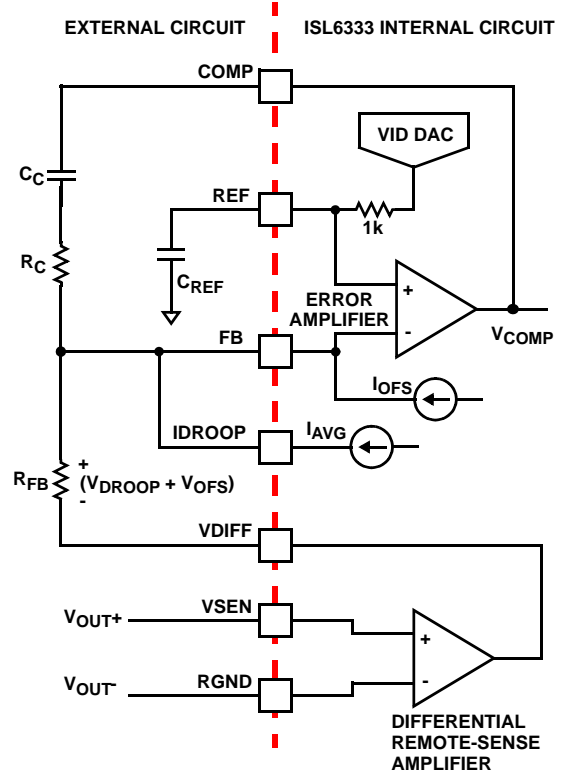 EXTERNAL CIRCUIT
ISL6333 INTERNAL CIRCUIT
COMP
VID DAC
CC
REF
1k
RC
CREF
ERROR
AMPLIFIER
+
-
FB
VCOMP
IOFS
IDROOP
IAVG
RFB
+
(VDROOP + VOFS)
-
VDIFF
VOUT+
VSEN
+
VOUT-
RGND
-
DIFFERENTIAL
REMOTE-SENSE
AMPLIFIER